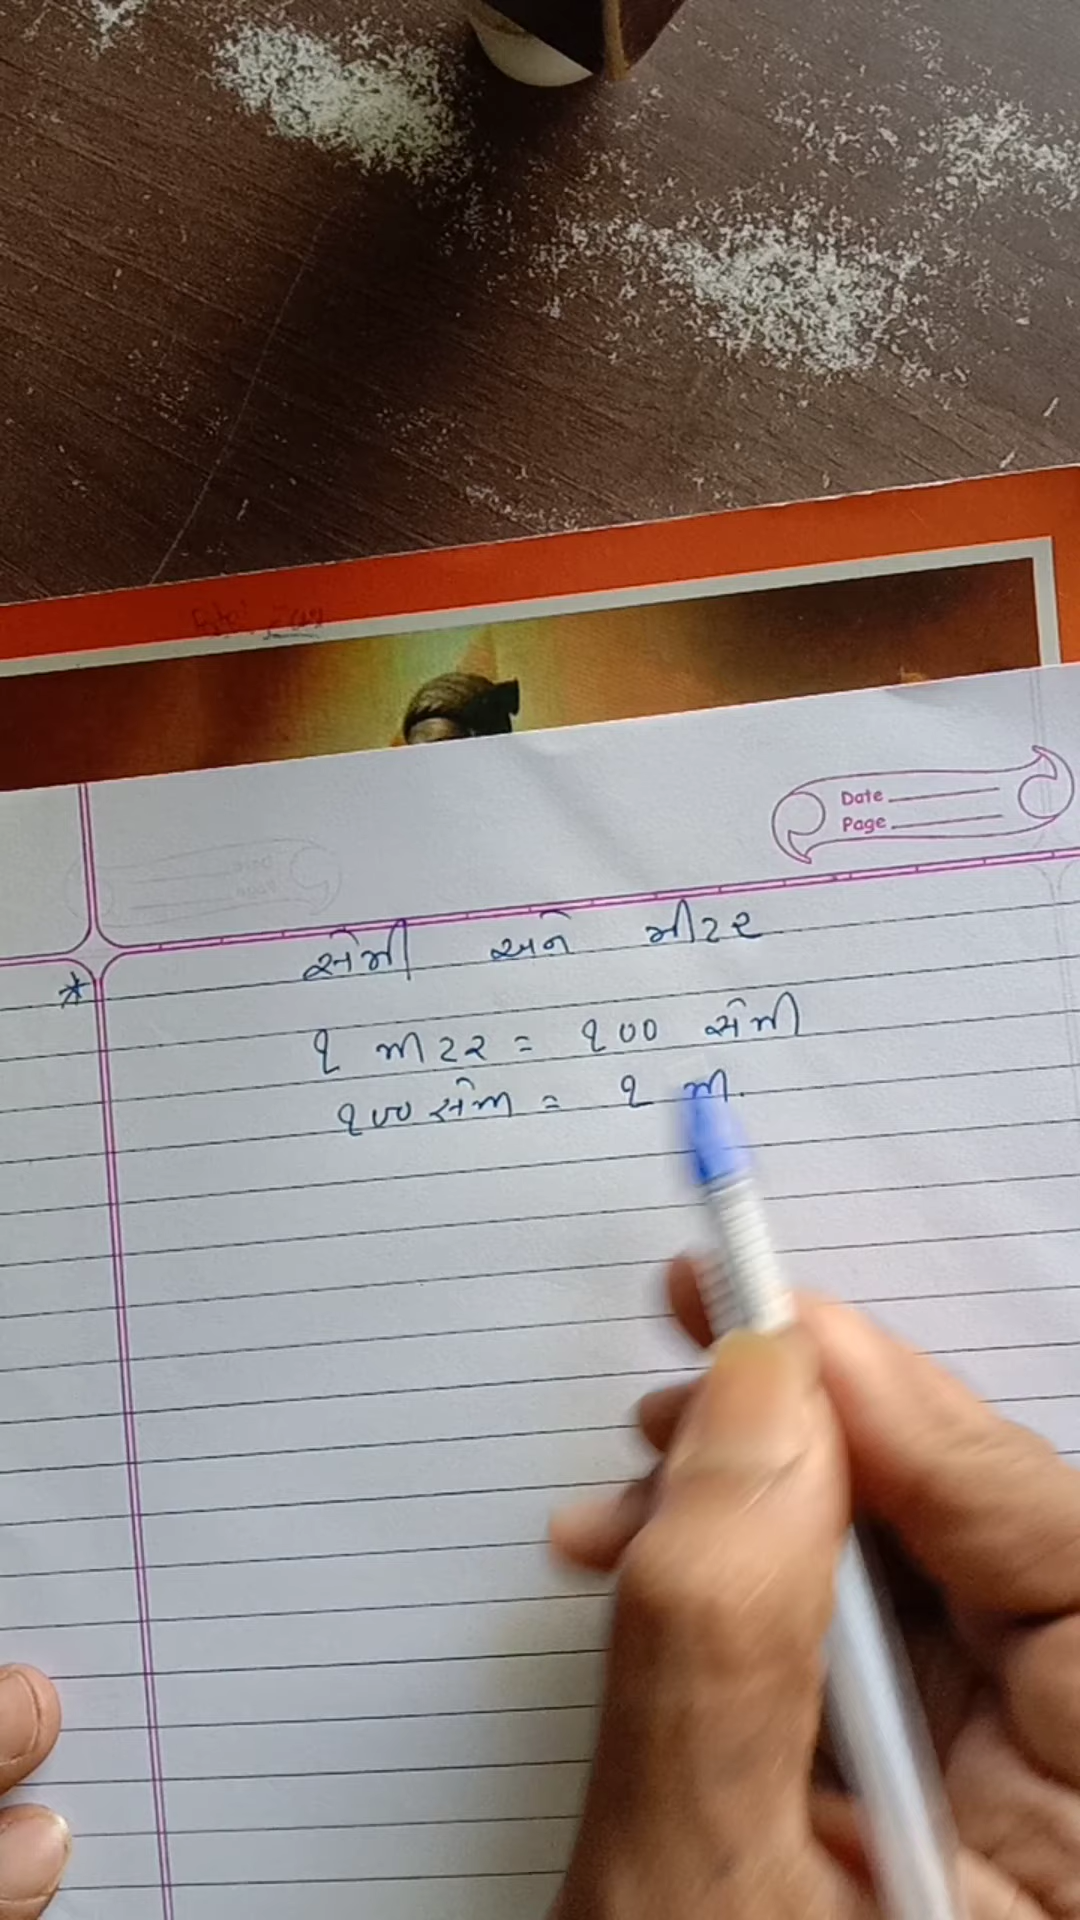 Date
Page
* સેમી અને મીટર
૧ મીટર = ૧૦૦ સેમી
૧૦૦ સેમી = ૧ મી.